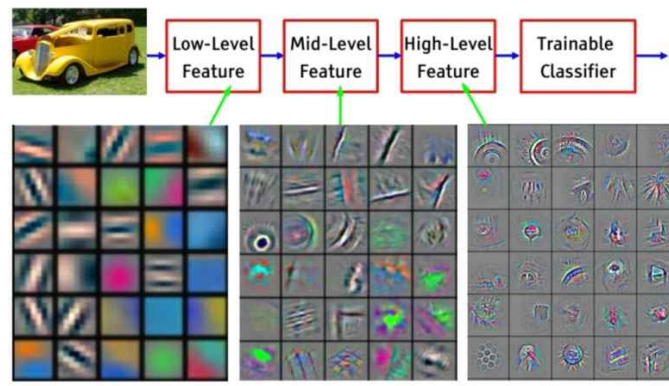 Low-Level
Feature
Mid-Level
Feature
High-Level
Feature
Trainable
Classifier